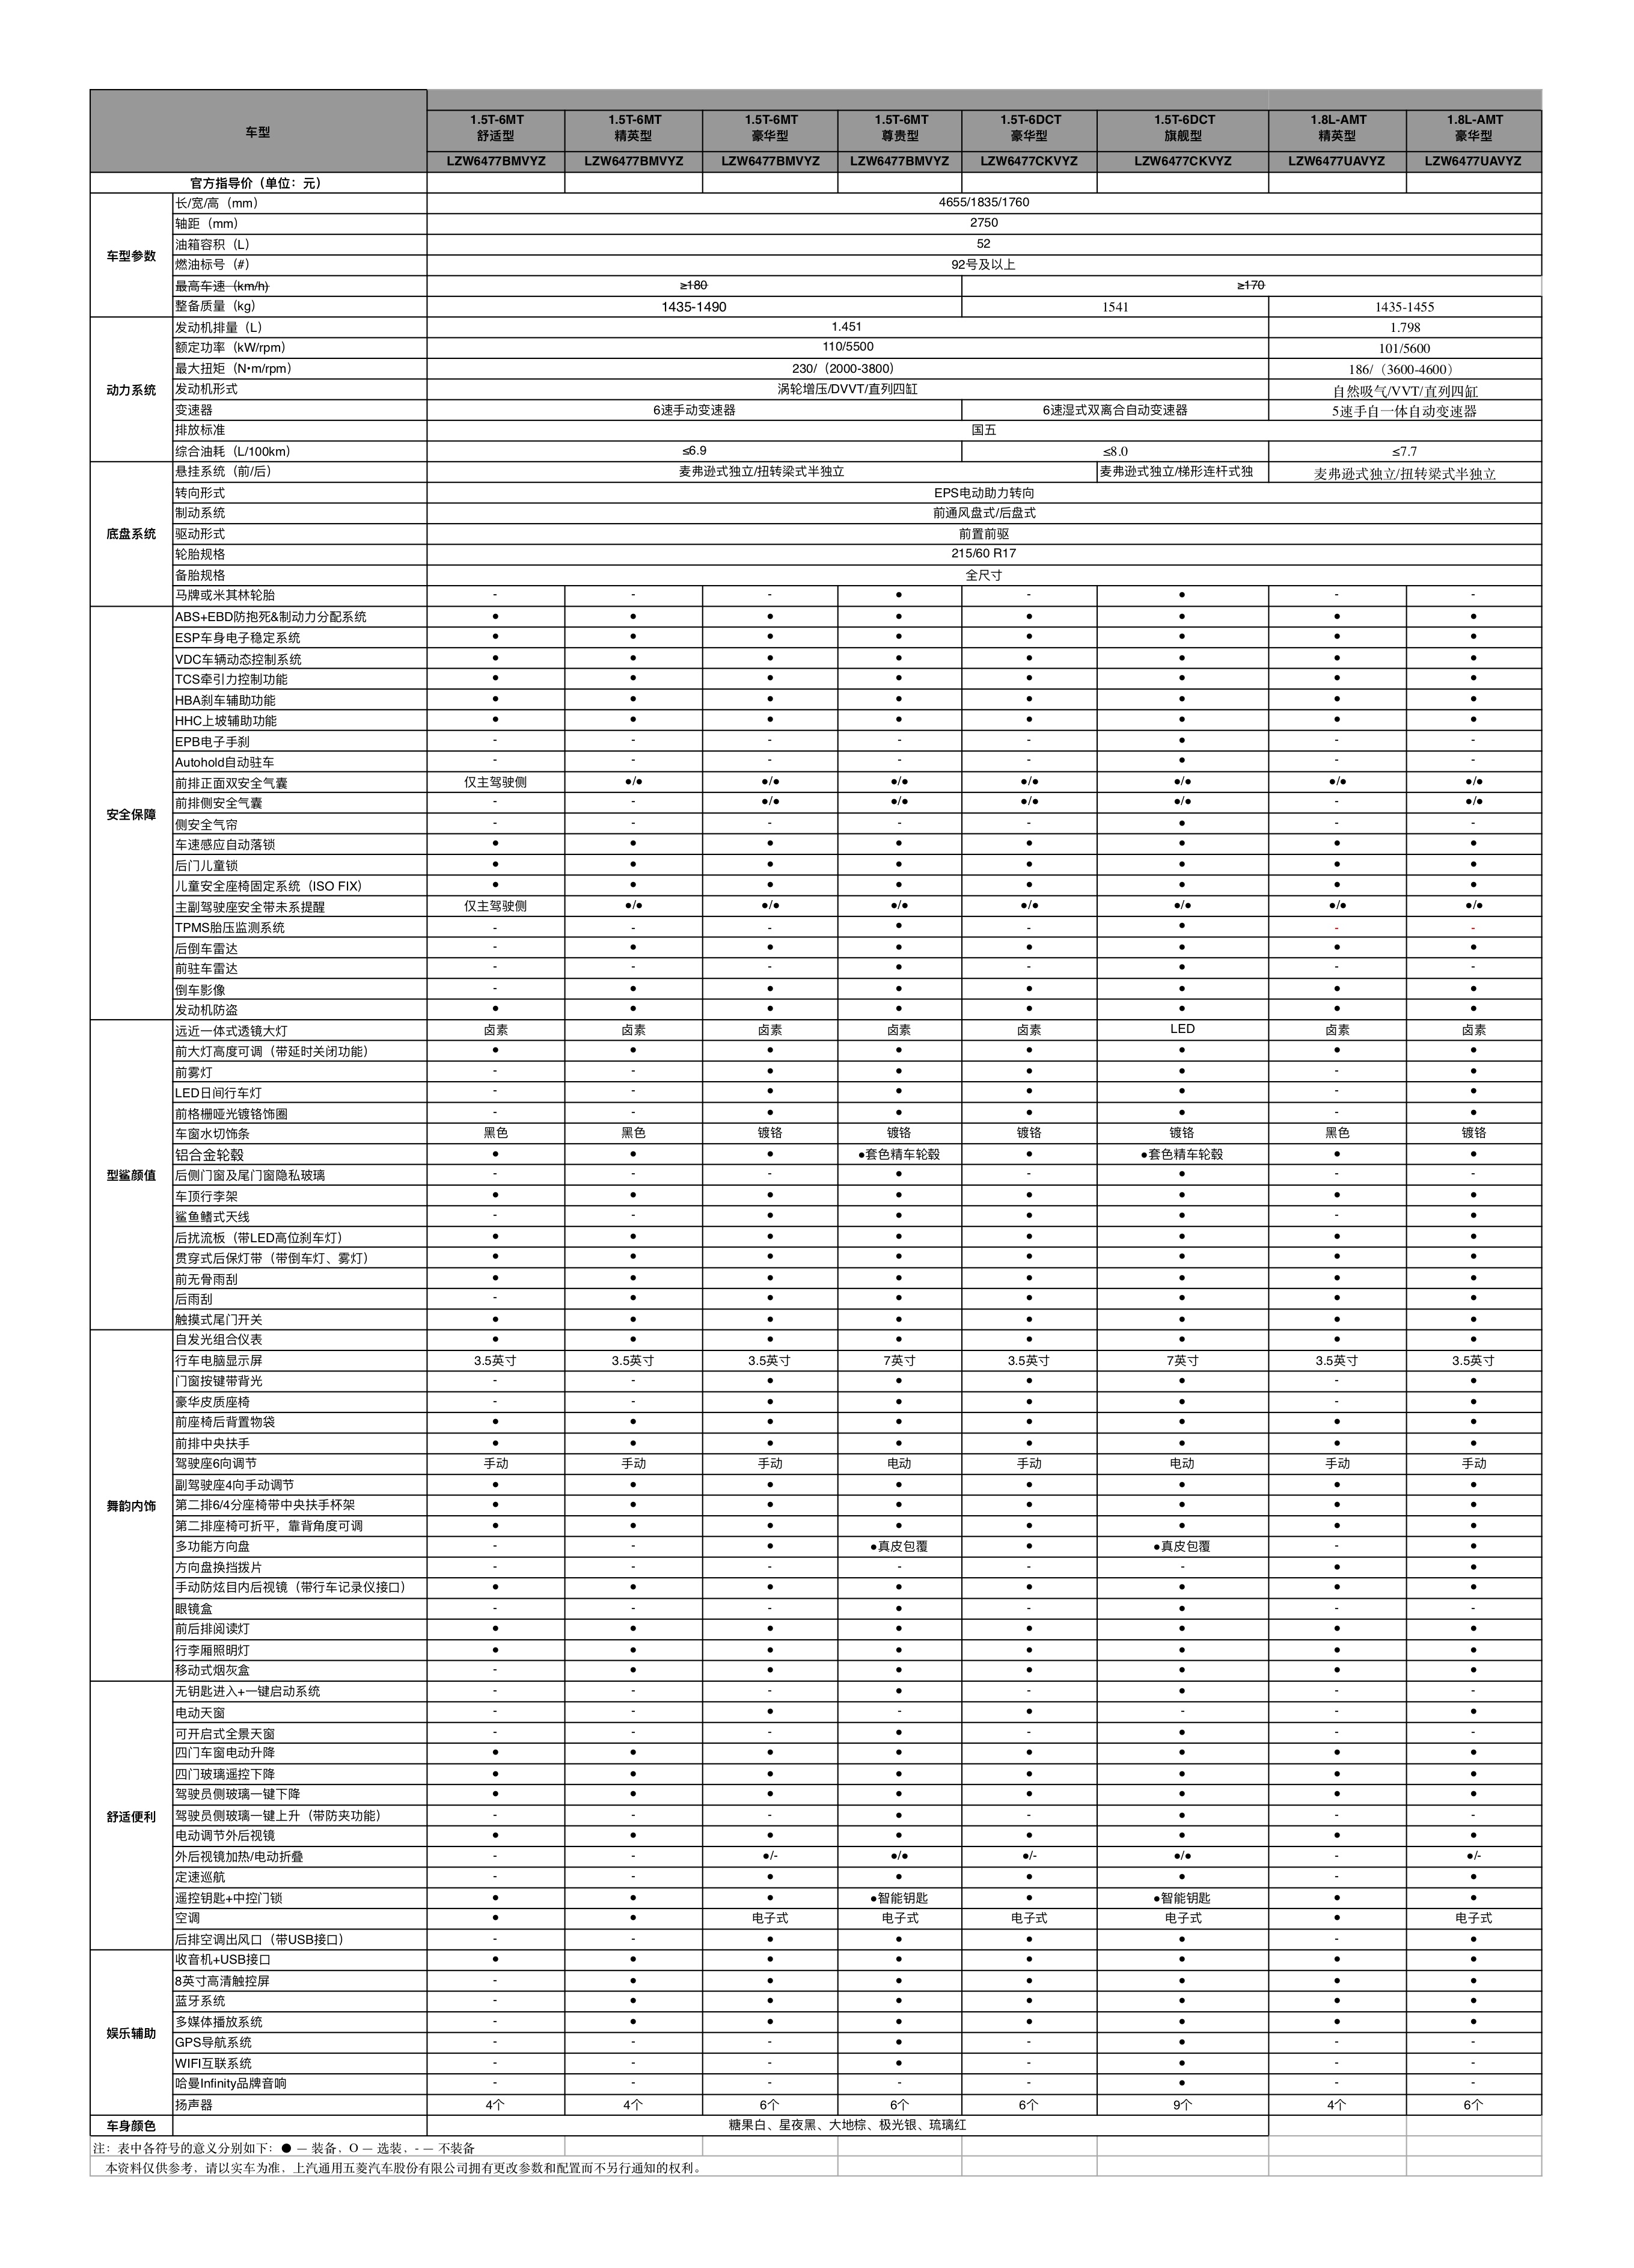 车型
1.5T-6MT 1.5T-6MT 1.5T-6MT 1.5T-6MT 1.5T-6DCT 1.5T-6DCT 1.8L-AMT 1.8L-AMT
舒适型 精英型 豪华型 尊贵型 豪华型 旗舰型 精英型 豪华型
LZW6477BMVYZ LZW6477BMVYZ LZW6477BMVYZ LZW6477BMVYZ LZW6477CKVYZ LZW6477CKVYZ LZW6477UAVYZ LZW6477UAVYZ
官方指导价（单位：元）
车型参数
长/宽/高（mm） 4655/1835/1760
轴距（mm） 2750
油箱容积（L） 52
燃油标号（#） 92号及以上
最高车速（km/h） ≥180 ≥170
整备质量（kg） 1435-1490 1541 1435-1455
动力系统
发动机排量（L） 1.451 1.798
额定功率（kW/rpm） 110/5500 101/5600
最大扭矩（N•m/rpm） 230/（2000-3800） 186/（3600-4600）
发动机形式 涡轮增压/DVVT/直列四缸 自然吸气/VVT/直列四缸
变速器 6速手动变速器 6速湿式双离合自动变速器 5速手自一体自动变速器
排放标准 国五
综合油耗（L/100km） ≤6.9 ≤8.0 ≤7.7
底盘系统
悬挂系统（前/后） 麦弗逊式独立/扭转梁式半独立 麦弗逊式独立/梯形连杆式独 麦弗逊式独立/扭转梁式半独立
转向形式 EPS电动助力转向
制动系统 前通风盘式/后盘式
驱动形式 前置前驱
轮胎规格 215/60 R17
备胎规格 全尺寸
马牌或米其林轮胎 - - - ● - ● - -
安全保障
ABS+EBD防抱死&制动力分配系统 ● ● ● ● ● ● ● ●
ESP车身电子稳定系统 ● ● ● ● ● ● ● ●
VDC车辆动态控制系统 ● ● ● ● ● ● ● ●
TCS牵引力控制功能 ● ● ● ● ● ● ● ●
HBA刹车辅助功能 ● ● ● ● ● ● ● ●
HHC上坡辅助功能 ● ● ● ● ● ● ● ●
EPB电子手刹 - - - - - ● - -
Autohold自动驻车 - - - - - ● - -
前排正面双安全气囊 仅主驾驶侧 ●/● ●/● ●/● ●/● ●/● ●/● ●/●
前排侧安全气囊 - - ●/● ●/● ●/● ●/● - ●/●
侧安全气帘 - - - - - ● - -
车速感应自动落锁 ● ● ● ● ● ● ● ●
后门儿童锁 ● ● ● ● ● ● ● ●
儿童安全座椅固定系统（ISO FIX） ● ● ● ● ● ● ● ●
主副驾驶座安全带未系提醒 仅主驾驶侧 ●/● ●/● ●/● ●/● ●/● ●/● ●/●
TPMS胎压监测系统 - - - ● - ● - -
后倒车雷达 - ● ● ● ● ● ● ●
前驻车雷达 - - - ● - ● - -
倒车影像 - ● ● ● ● ● ● ●
发动机防盗 ● ● ● ● ● ● ● ●
型鲨颜值
远近一体式透镜大灯 卤素 卤素 卤素 卤素 卤素 LED 卤素 卤素
前大灯高度可调（带延时关闭功能） ● ● ● ● ● ● ● ●
前雾灯 - - ● ● ● ● - ●
LED日间行车灯 - - ● ● ● ● - ●
前格栅哑光镀铬饰圈 - - ● ● ● ● - ●
车窗水切饰条 黑色 黑色 镀铬 镀铬 镀铬 镀铬 黑色 镀铬
铝合金轮毂 ● ● ● ●套色精车轮毂 ● ●套色精车轮毂 ● ●
后侧门窗及尾门窗隐私玻璃 - - - ● - ● - -
车顶行李架 ● ● ● ● ● ● ● ●
鲨鱼鳍式天线 - - ● ● ● ● - ●
后扰流板（带LED高位刹车灯） ● ● ● ● ● ● ● ●
贯穿式后保灯带（带倒车灯、雾灯） ● ● ● ● ● ● ● ●
前无骨雨刮 ● ● ● ● ● ● ● ●
后雨刮 - ● ● ● ● ● ● ●
触摸式尾门开关 ● ● ● ● ● ● ● ●
舞韵内饰
自发光组合仪表 ● ● ● ● ● ● ● ●
行车电脑显示屏 3.5英寸 3.5英寸 3.5英寸 7英寸 3.5英寸 7英寸 3.5英寸 3.5英寸
门窗按键带背光 - - ● ● ● ● - ●
豪华皮质座椅 - - ● ● ● ● - ●
前座椅后背置物袋 ● ● ● ● ● ● ● ●
前排中央扶手 ● ● ● ● ● ● ● ●
驾驶座6向调节 手动 手动 手动 电动 手动 电动 手动 手动
副驾驶座4向手动调节 ● ● ● ● ● ● ● ●
第二排6/4分座椅带中央扶手杯架 ● ● ● ● ● ● ● ●
第二排座椅可折平，靠背角度可调 ● ● ● ● ● ● ● ●
多功能方向盘 - - ● ●真皮包覆 ● ●真皮包覆 - ●
方向盘换挡拨片 - - - - - - ● ●
手动防炫目内后视镜（带行车记录仪接口） ● ● ● ● ● ● ● ●
眼镜盒 - - - ● - ● - -
前后排阅读灯 ● ● ● ● ● ● ● ●
行李厢照明灯 ● ● ● ● ● ● ● ●
移动式烟灰盒 - ● ● ● ● ● ● ●
舒适便利
无钥匙进入+一键启动系统 - - - ● - ● - -
电动天窗 - - ● - ● - - ●
可开启式全景天窗 - - - ● - ● - -
四门车窗电动升降 ● ● ● ● ● ● ● ●
四门玻璃遥控下降 ● ● ● ● ● ● ● ●
驾驶员侧玻璃一键下降 ● ● ● ● ● ● ● ●
驾驶员侧玻璃一键上升（带防夹功能） - - - ● - ● - -
电动调节外后视镜 ● ● ● ● ● ● ● ●
外后视镜加热/电动折叠 - - ●/- ●/● ●/- ●/● - ●/-
定速巡航 - - ● ● ● ● - ●
遥控钥匙+中控门锁 ● ● ● ●智能钥匙 ● ●智能钥匙 ● ●
空调 ● ● 电子式 电子式 电子式 电子式 ● 电子式
后排空调出风口（带USB接口） - - ● ● ● ● - ●
娱乐辅助
收音机+USB接口 ● ● ● ● ● ● ● ●
8英寸高清触控屏 - ● ● ● ● ● ● ●
蓝牙系统 - ● ● ● ● ● ● ●
多媒体播放系统 - ● ● ● ● ● ● ●
GPS导航系统 - - - ● - ● - -
WIFI互联系统 - - - ● - ● - -
哈曼Infinity品牌音响 - - - - - ● - -
扬声器 4个 4个 6个 6个 6个 9个 4个 6个
车身颜色 糖果白、星夜黑、大地棕、极光银、琉璃红
注：表中各符号的意义分别如下：● — 装备，O — 选装，- — 不装备
本资料仅供参考，请以实车为准，上汽通用五菱汽车股份有限公司拥有更改参数和配置而不另行通知的权利。